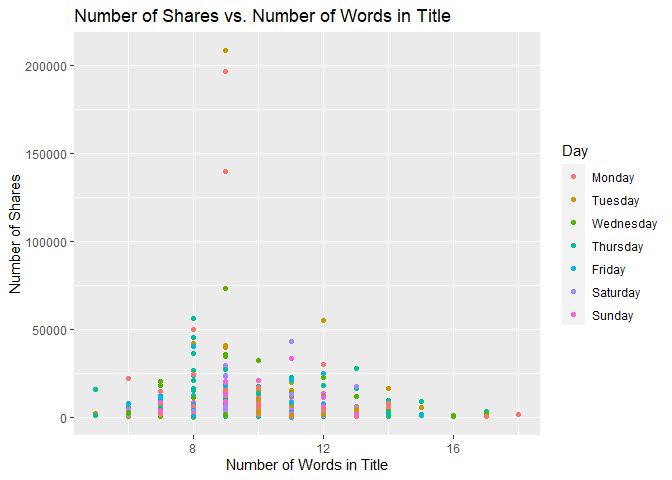 Number of Shares vs. Number of Words in Title
200000
150000
100000
50000
0
Number of Shares
8
12
16
Number of Words in Title
Day
Monday
Tuesday
Wednesday
Thursday
Friday
Saturday
Sunday